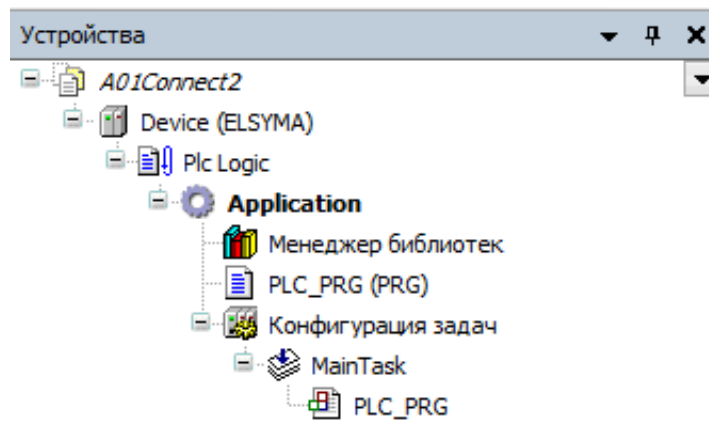 Устройства
A01Connect2
Device (ELSYMA)
Plc Logic
Application
Менеджер библиотек
PLC_PRG (PRG)
Конфигурация задач
MainTask
PLC_PRG